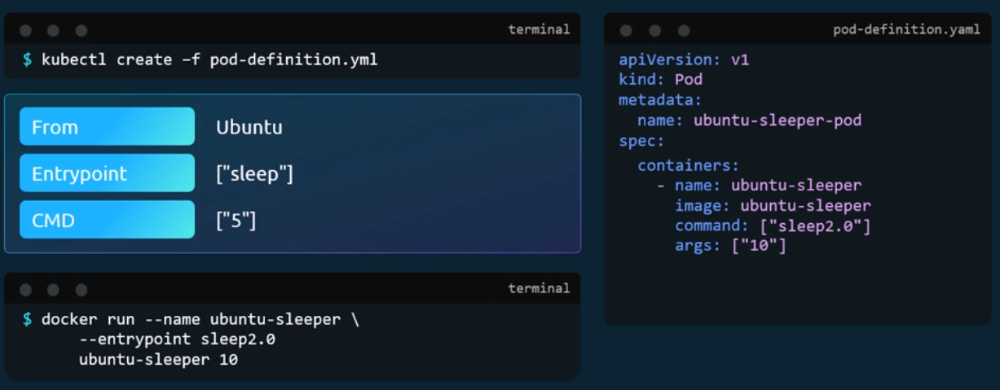 terminal
$ kubectl create –f pod-definition.yml
From Ubuntu
Entrypoint ["sleep"]
CMD ["5"]
terminal
$ docker run --name ubuntu-sleeper \
--entrypoint sleep2.0
ubuntu-sleeper 10
pod-definition.yaml
apiVersion: v1
kind: Pod
metadata:
  name: ubuntu-sleeper-pod
spec:
  containers:
    - name: ubuntu-sleeper
      image: ubuntu-sleeper
      command: ["sleep2.0"]
      args: ["10"]